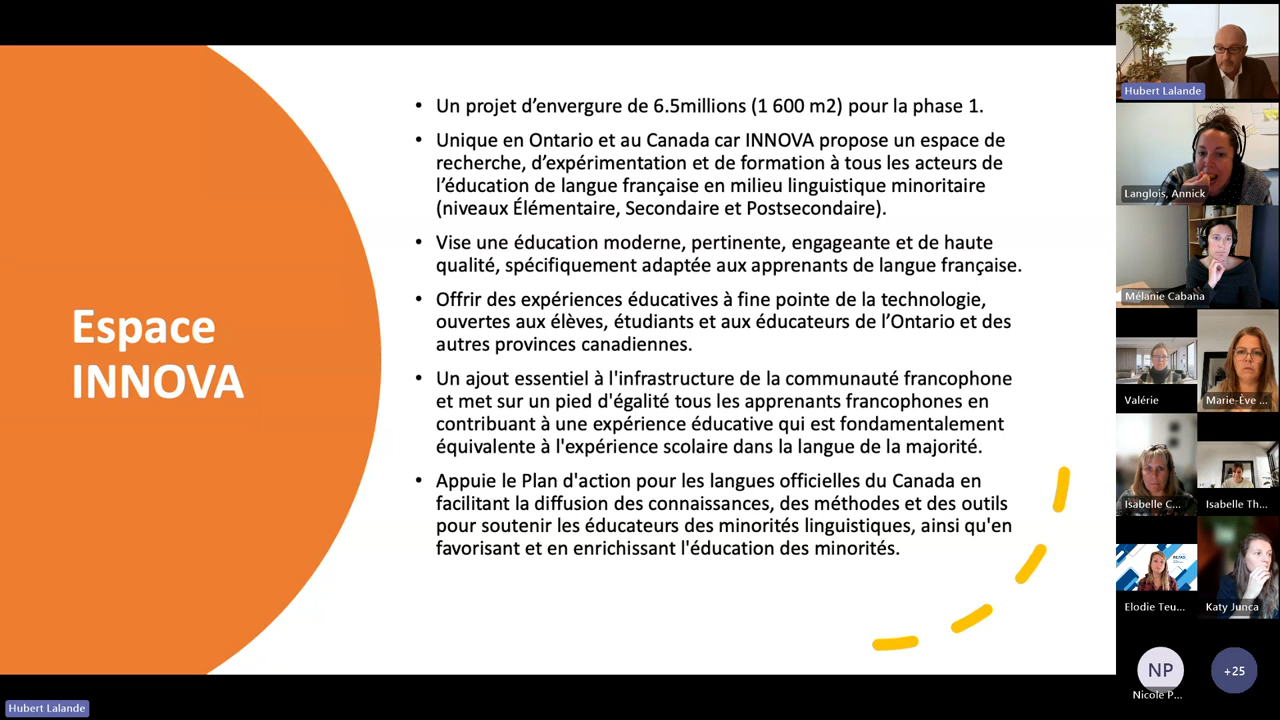 Espace
INNOVA
• Un projet d’envergure de 6.5millions (1 600 m2) pour la phase 1.
• Unique en Ontario et au Canada car INNOVA propose un espace de
recherche, d’expérimentation et de formation à tous les acteurs de
l’éducation de langue française en milieu linguistique minoritaire
(niveaux Élémentaire, Secondaire et Postsecondaire).
• Vise une éducation moderne, pertinente, engageante et de haute
qualité, spécifiquement adaptée aux apprenants de langue française.
• Offrir des expériences éducatives à fine pointe de la technologie,
ouvertes aux élèves, étudiants et aux éducateurs de l’Ontario et des
autres provinces canadiennes.
• Un ajout essentiel à l'infrastructure de la communauté francophone
et met sur un pied d'égalité tous les apprenants francophones en
contribuant à une expérience éducative qui est fondamentalement
équivalente à l'expérience scolaire dans la langue de la majorité.
• Appuie le Plan d'action pour les langues officielles du Canada en
facilitant la diffusion des connaissances, des méthodes et des outils
pour soutenir les éducateurs des minorités linguistiques, ainsi qu'en
favorisant et en enrichissant l'éducation des minorités.
Hubert Lalande
Langlois, Annick
Mélanie Cabana
Valérie
Marie-Ève ...
Isabelle C...
Isabelle Th...
Elodie Teu...
Katy Junca
NP
Nicole P...
+25
Hubert Lalande